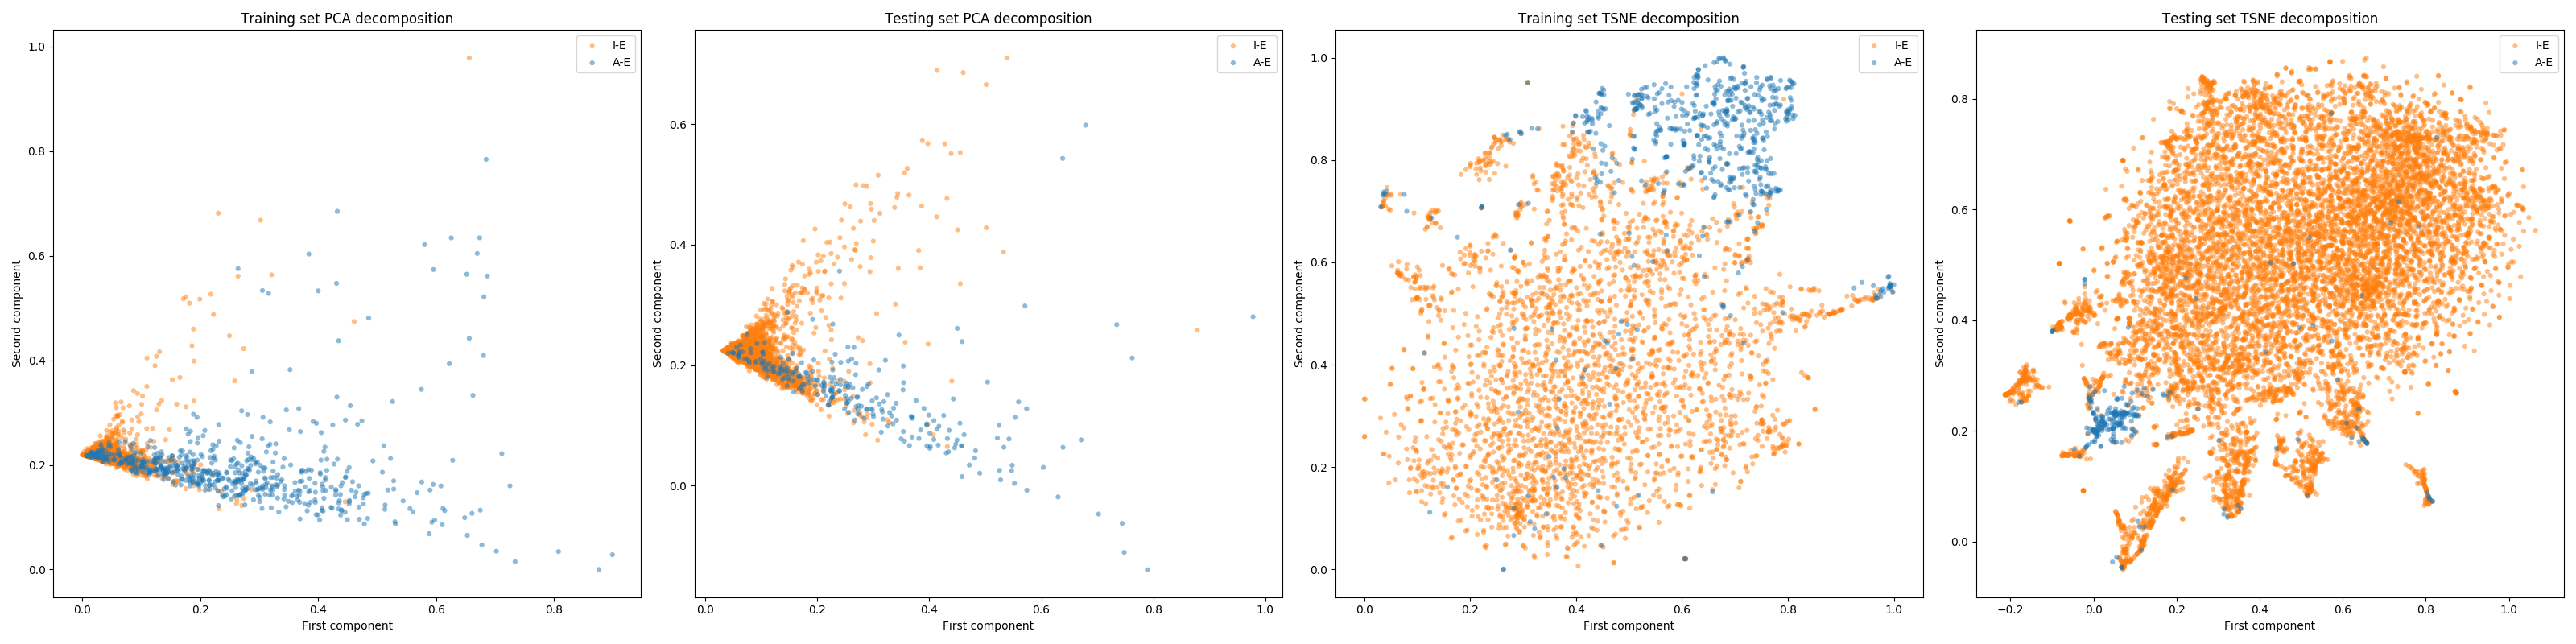 Training set PCA decomposition
I-E
A-E
Second component
1.0
0.8
0.6
0.4
0.2
0.0
0.0 0.2 0.4 0.6 0.8
First component
Testing set PCA decomposition
I-E
A-E
Second component
0.6
0.4
0.2
0.0
0.0 0.2 0.4 0.6 0.8 1.0
First component
Training set TSNE decomposition
I-E
A-E
Second component
1.0
0.8
0.6
0.4
0.2
0.0
0.0 0.2 0.4 0.6 0.8 1.0
First component
Testing set TSNE decomposition
I-E
A-E
Second component
0.8
0.6
0.4
0.2
0.0
−0.2 0.0 0.2 0.4 0.6 0.8 1.0
First component